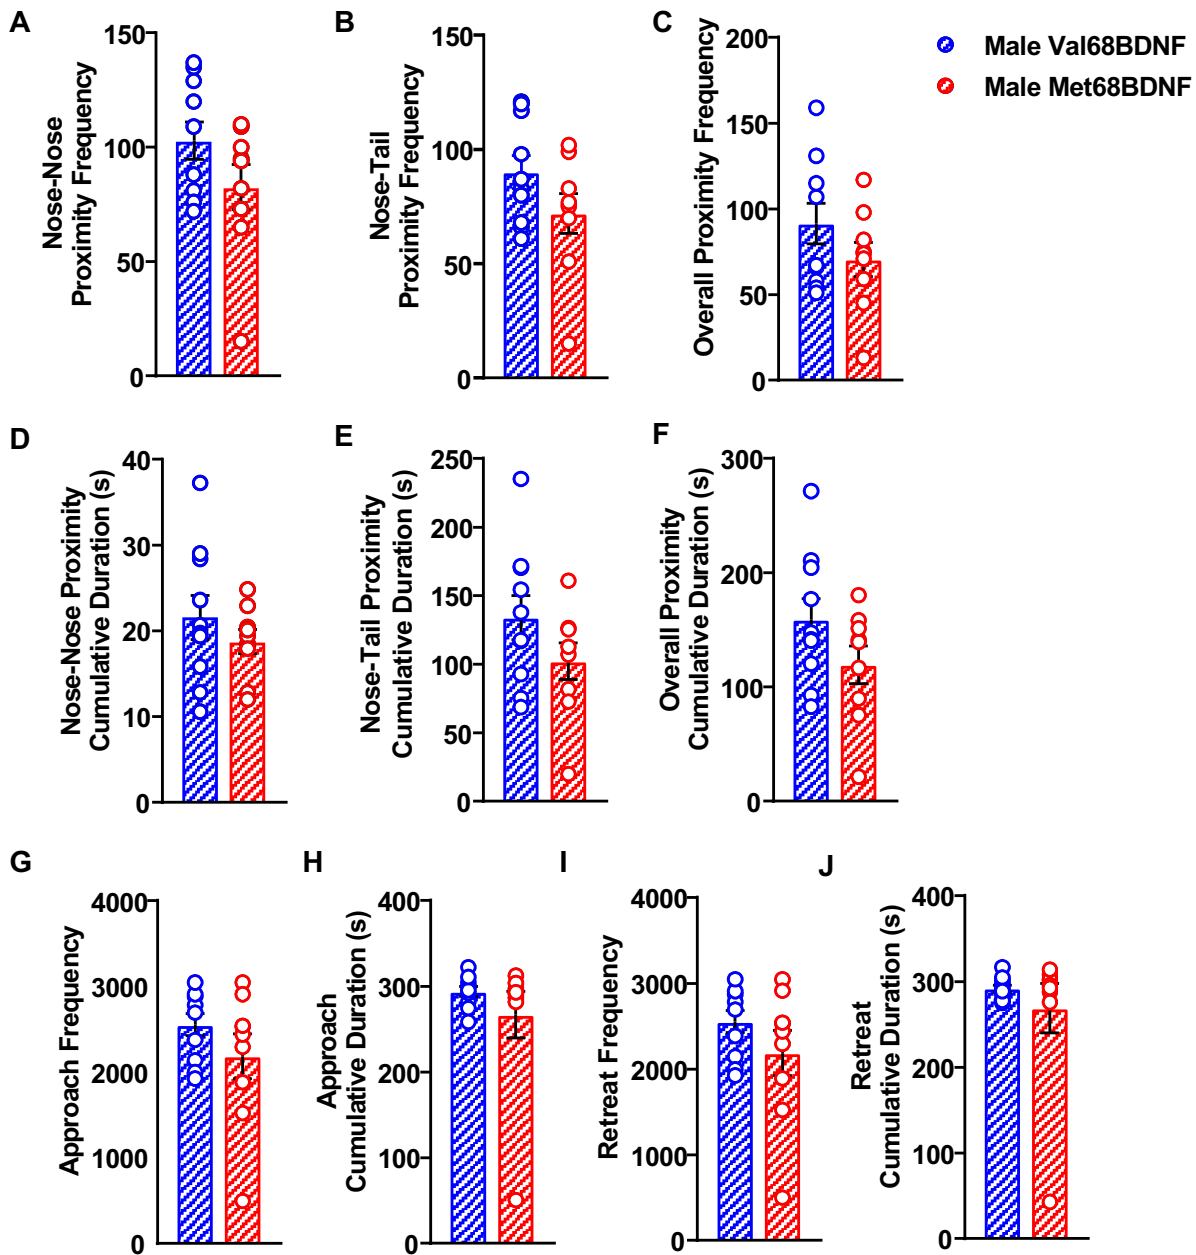 A
B
C
Male Val68BDNF
Male Met68BDNF
Nose-Nose
Proximity Frequency
150
100
50
0
Nose-Tail
Proximity Frequency
150
100
50
0
Overall Proximity Frequency
200
150
100
50
0
D
E
F
Nose-Nose Proximity
Cumulative Duration (s)
40
30
20
10
0
Nose-Tail Proximity
Cumulative Duration (s)
250
200
150
100
50
0
Overall Proximity
Cumulative Duration (s)
300
200
100
0
G
H
I
J
Approach Frequency
4000
3000
2000
1000
0
Approach
Cumulative Duration (s)
400
300
200
100
0
Retreat Frequency
4000
3000
2000
1000
0
Retreat
Cumulative Duration (s)
400
300
200
100
0